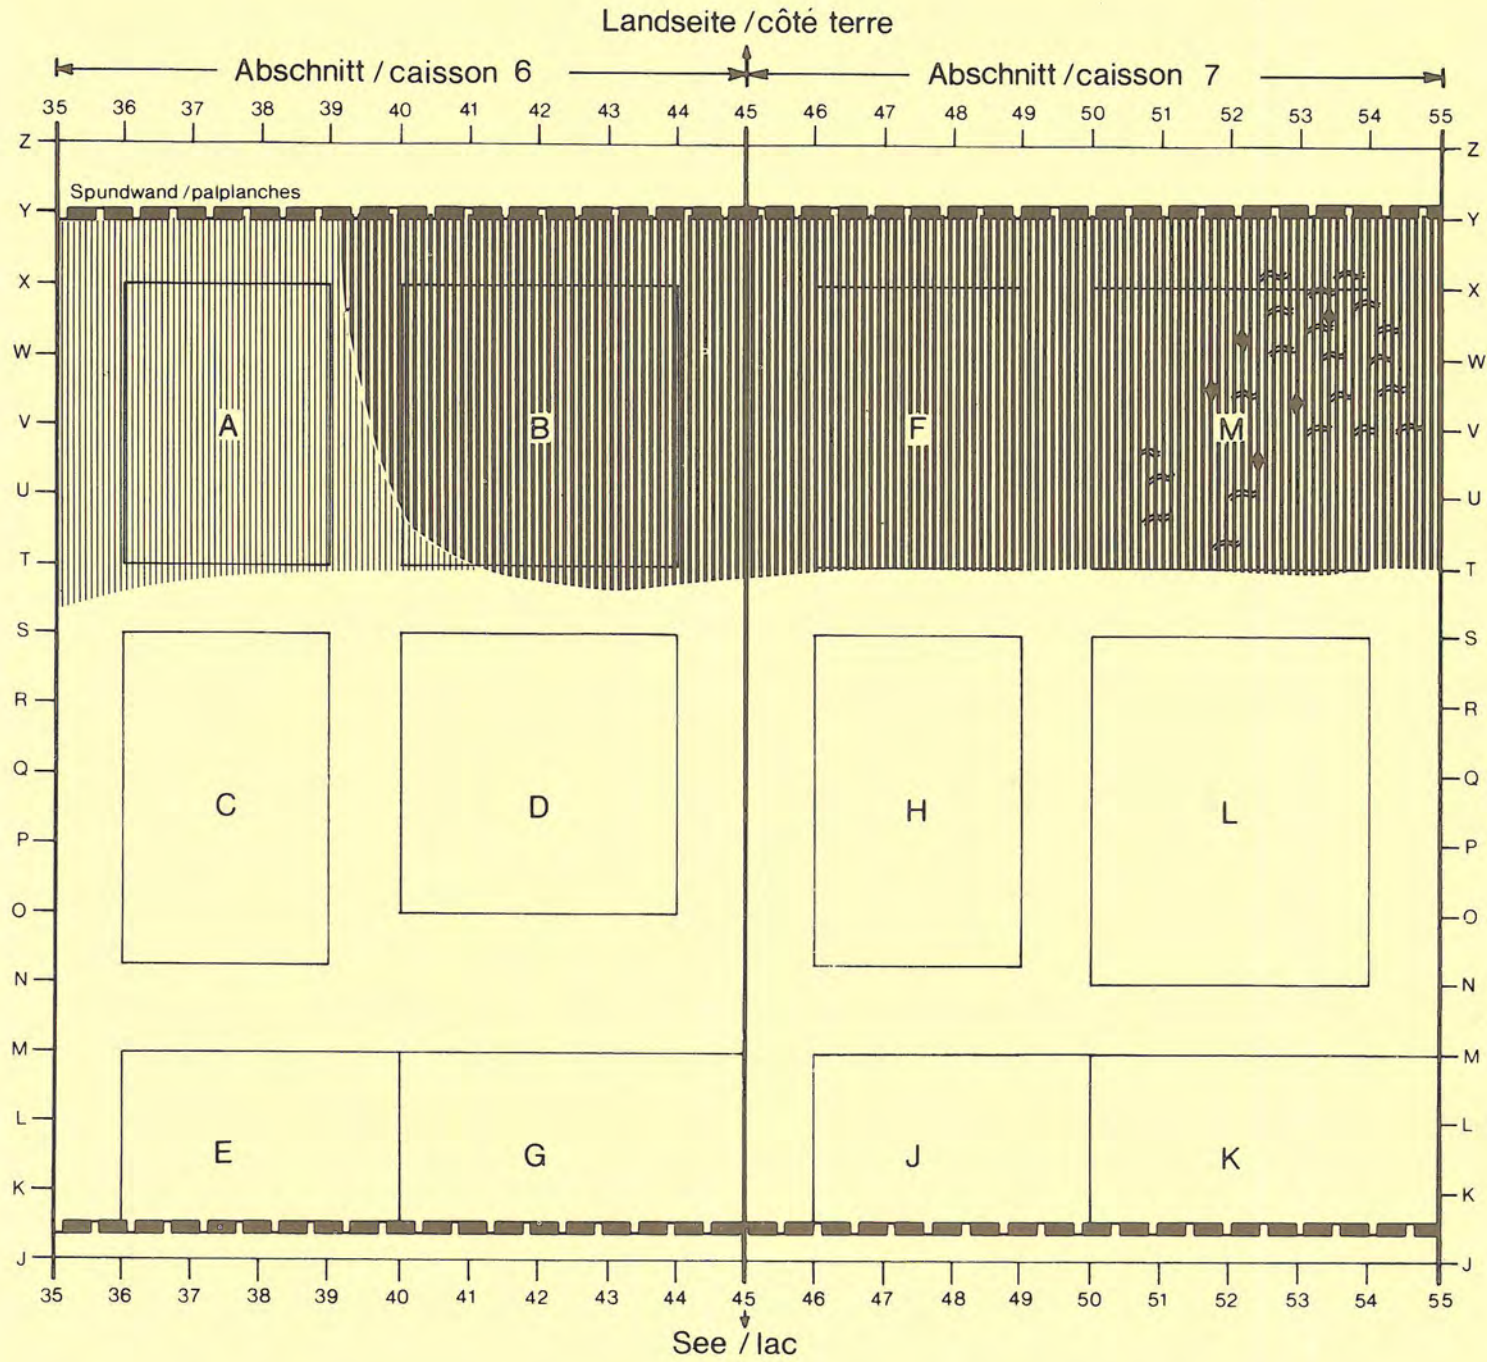 Landseite / côté terre
Abschnitt / caisson 6
Abschnitt / caisson 7
35 36 37 38 39 40 41 42 43 44 45 46 47 48 49 50 51 52 53 54 55
Z Z
Spundwand / palplanches
Y Y
X X
W W
A B F M
V V
U U
T T
S S
R R
Q Q
C D H L
P P
O O
N N
M M
L L
E G J K
K K
J J
35 36 37 38 39 40 41 42 43 44 45 46 47 48 49 50 51 52 53 54 55
See / lac